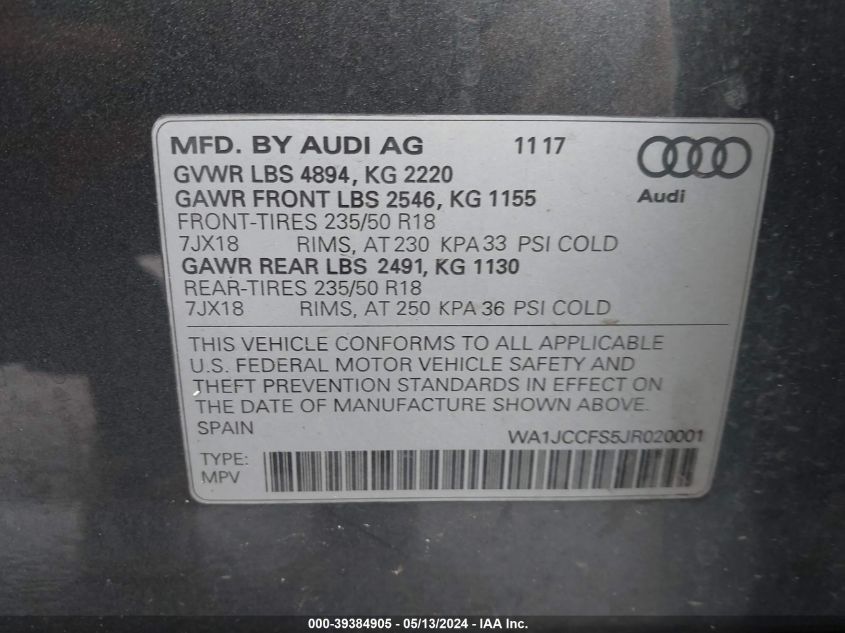 MFD. BY AUDI AG 11 17
GVWR LBS 4894, KG 2220
GAWR FRONT LBS 2546, KG 1155
Audi
FRONT-TIRES 235/50 R18
7JX18 RIMS, AT 230 KPA 33 PSI COLD
GAWR REAR LBS 2491, KG 1130
REAR-TIRES 235/50 R18
7JX18 RIMS, AT 250 KPA 36 PSI COLD
THIS VEHICLE CONFORMS TO ALL APPLICABLE
U.S. FEDERAL MOTOR VEHICLE SAFETY AND
THEFT PREVENTION STANDARDS IN EFFECT ON
THE DATE OF MANUFACTURE SHOWN ABOVE.
SPAIN
WA1JCCFS5JR020001
TYPE:
MPV
000-39384905 - 05/13/2024 - IAA Inc.